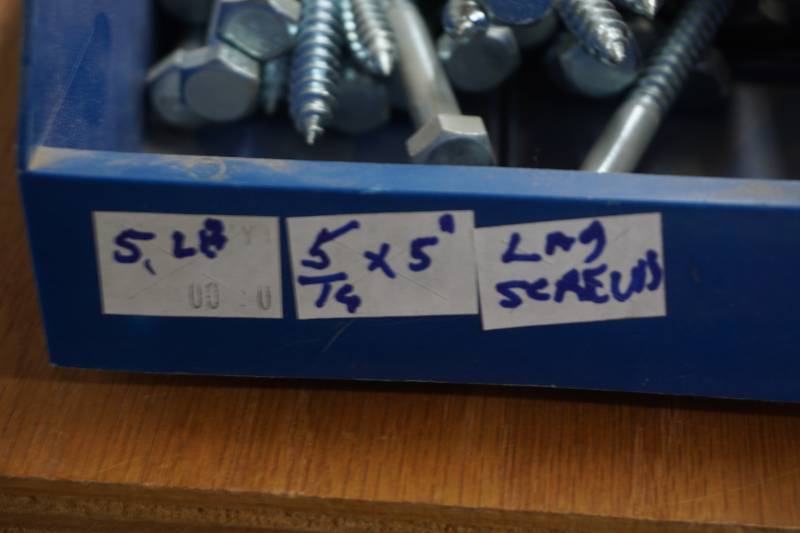 5, LB
5/16 x 5"
LAg
SCREWS